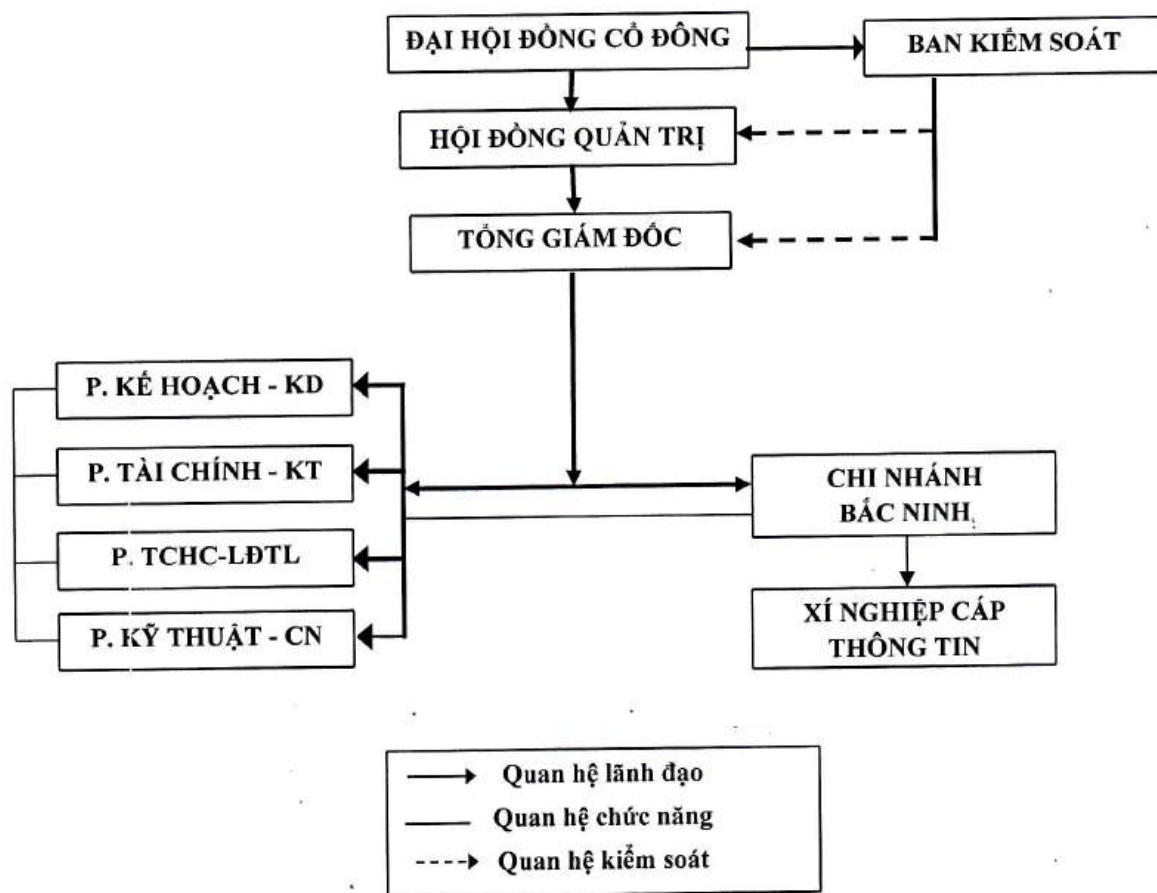 ĐẠI HỘI ĐỒNG CỔ ĐÔNG
BAN KIỂM SOÁT
HỘI ĐỒNG QUẢN TRỊ
TỔNG GIÁM ĐỐC
P. KẾ HOẠCH - KD
P. TÀI CHÍNH - KT
P. TCHC-LĐTL
P. KỸ THUẬT - CN
CHI NHÁNH
BẮC NINH
XÍ NGHIỆP CÁP
THÔNG TIN
Quan hệ lãnh đạo
Quan hệ chức năng
Quan hệ kiểm soát